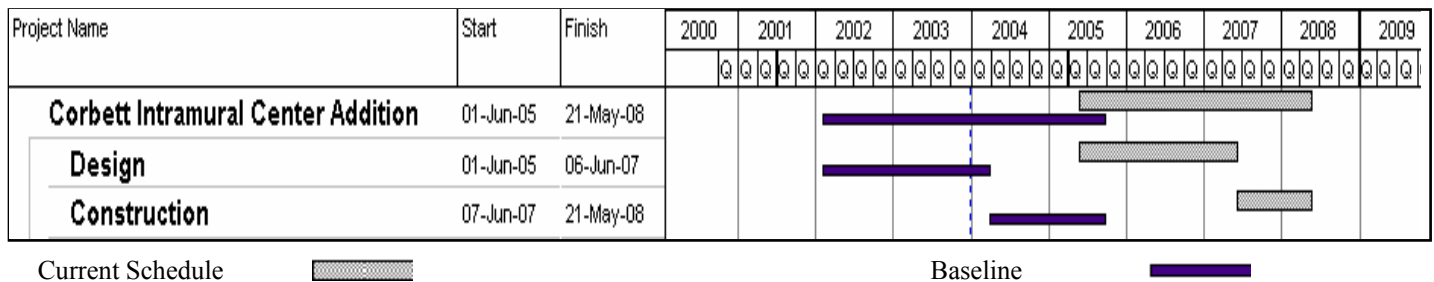 Project Name Start Finish 2000 2001 2002 2003 2004 2005 2006 2007 2008 2009
Q Q Q Q Q Q Q Q Q Q Q Q Q Q Q Q Q Q Q Q Q Q Q Q Q Q Q Q Q Q Q Q Q Q Q Q
Corbett Intramural Center Addition 01-Jun-05 21-May-08
Design 01-Jun-05 06-Jun-07
Construction 07-Jun-07 21-May-08
Current Schedule Baseline